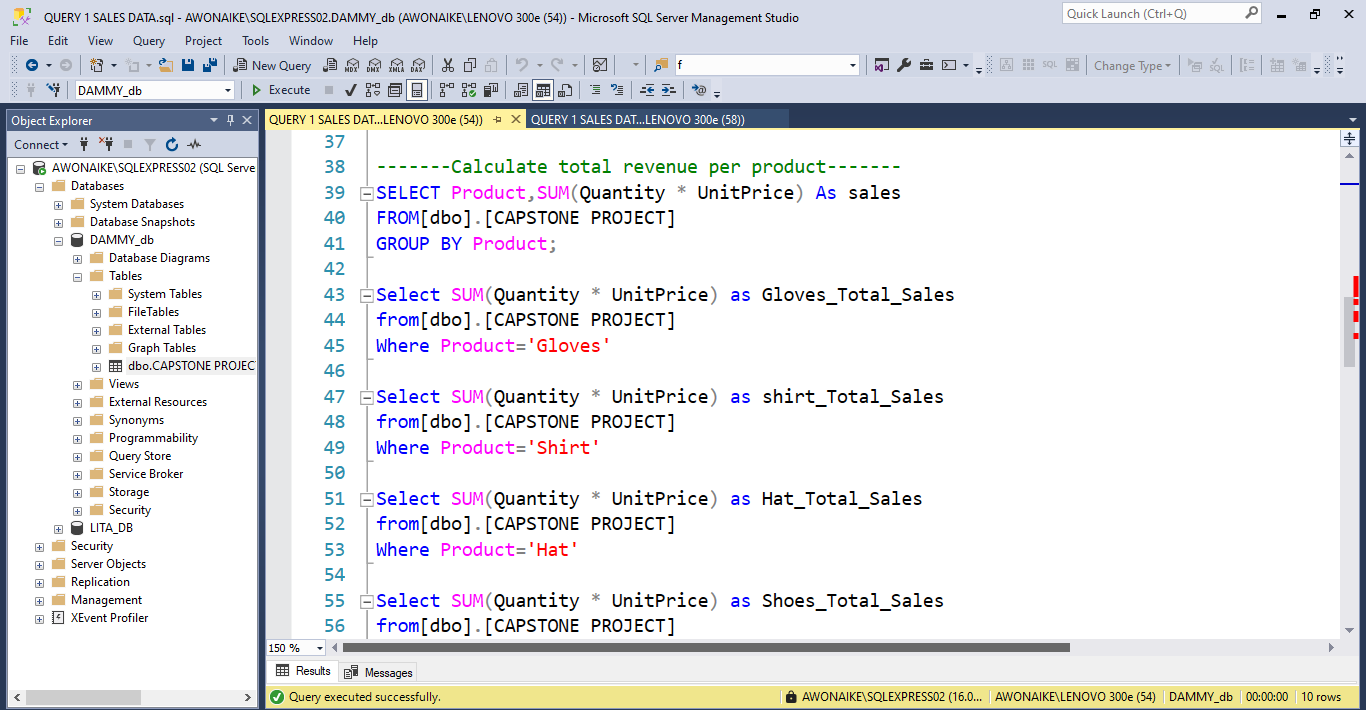 QUERY 1 SALES DATA.sql - AWONAIKE\SQLEXPRESS02.DAMMY_db (AWONAIKE\LENOVO 300e (54)) - Microsoft SQL Server Management Studio
Quick Launch (Ctrl+Q)
File Edit View Query Project Tools Window Help
New Query MDX DMX XMLA DAX f SQL Change Type SQL
DAMMY_db Execute
Object Explorer
QUERY 1 SALES DAT...LENOVO 300e (54)) QUERY 1 SALES DAT...LENOVO 300e (58))
Connect
AWONAIKE\SQLEXPRESS02 (SQL Serve
Databases
System Databases
Database Snapshots
DAMMY_db
Database Diagrams
Tables
System Tables
FileTables
External Tables
Graph Tables
dbo.CAPSTONE PROJEC
Views
External Resources
Synonyms
Programmability
Query Store
Service Broker
Storage
Security
LITA_DB
Security
Server Objects
Replication
Management
XEvent Profiler
37
38 -------Calculate total revenue per product-------
39 SELECT Product,SUM(Quantity * UnitPrice) As sales
40 FROM[dbo].[CAPSTONE PROJECT]
41 GROUP BY Product;
42
43 Select SUM(Quantity * UnitPrice) as Gloves_Total_Sales
44 from[dbo].[CAPSTONE PROJECT]
45 Where Product='Gloves'
46
47 Select SUM(Quantity * UnitPrice) as shirt_Total_Sales
48 from[dbo].[CAPSTONE PROJECT]
49 Where Product='Shirt'
50
51 Select SUM(Quantity * UnitPrice) as Hat_Total_Sales
52 from[dbo].[CAPSTONE PROJECT]
53 Where Product='Hat'
54
55 Select SUM(Quantity * UnitPrice) as Shoes_Total_Sales
56 from[dbo].[CAPSTONE PROJECT]
150 %
Results Messages
Query executed successfully. AWONAIKE\SQLEXPRESS02 (16.0... AWONAIKE\LENOVO 300e (54) DAMMY_db 00:00:00 10 rows